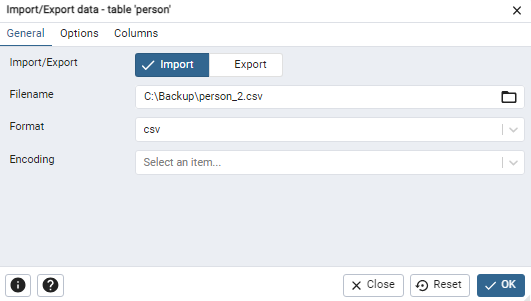 Import/Export data - table 'person'
General Options Columns
Import/Export Import Export
Filename C:\Backup\person_2.csv
Format csv
Encoding Select an item...
Close Reset OK